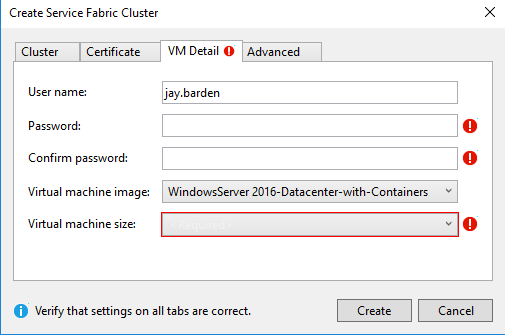 Create Service Fabric Cluster
Cluster Certificate VM Detail Advanced
User name: jay.barden
Password:
Confirm password:
Virtual machine image: WindowsServer 2016-Datacenter-with-Containers
Virtual machine size: <Required>
Verify that settings on all tabs are correct. Create Cancel